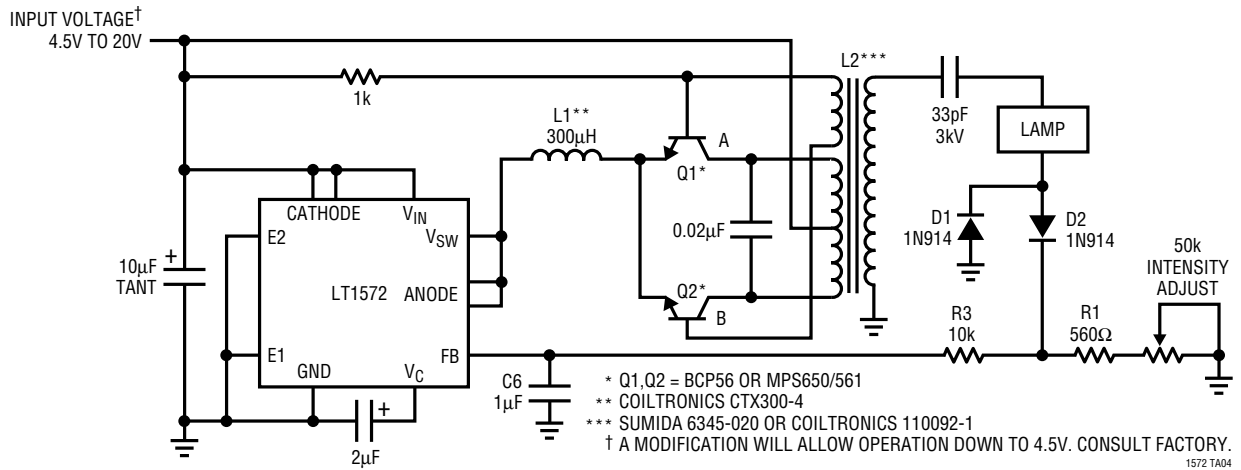 INPUT VOLTAGE†
4.5V TO 20V
1k
L1**
300µH
L2***
A
Q1*
33pF
3kV
LAMP
CATHODE
VIN
E2
VSW
10µF
TANT
+
LT1572
ANODE
E1
GND
VC
FB
0.02µF
Q2*
B
D1
1N914
D2
1N914
50k
INTENSITY
ADJUST
R3
10k
R1
560Ω
C6
1µF
+
2µF
* Q1,Q2 = BCP56 OR MPS650/561
** COILTRONICS CTX300-4
*** SUMIDA 6345-020 OR COILTRONICS 110092-1
† A MODIFICATION WILL ALLOW OPERATION DOWN TO 4.5V. CONSULT FACTORY.
1572 TA04